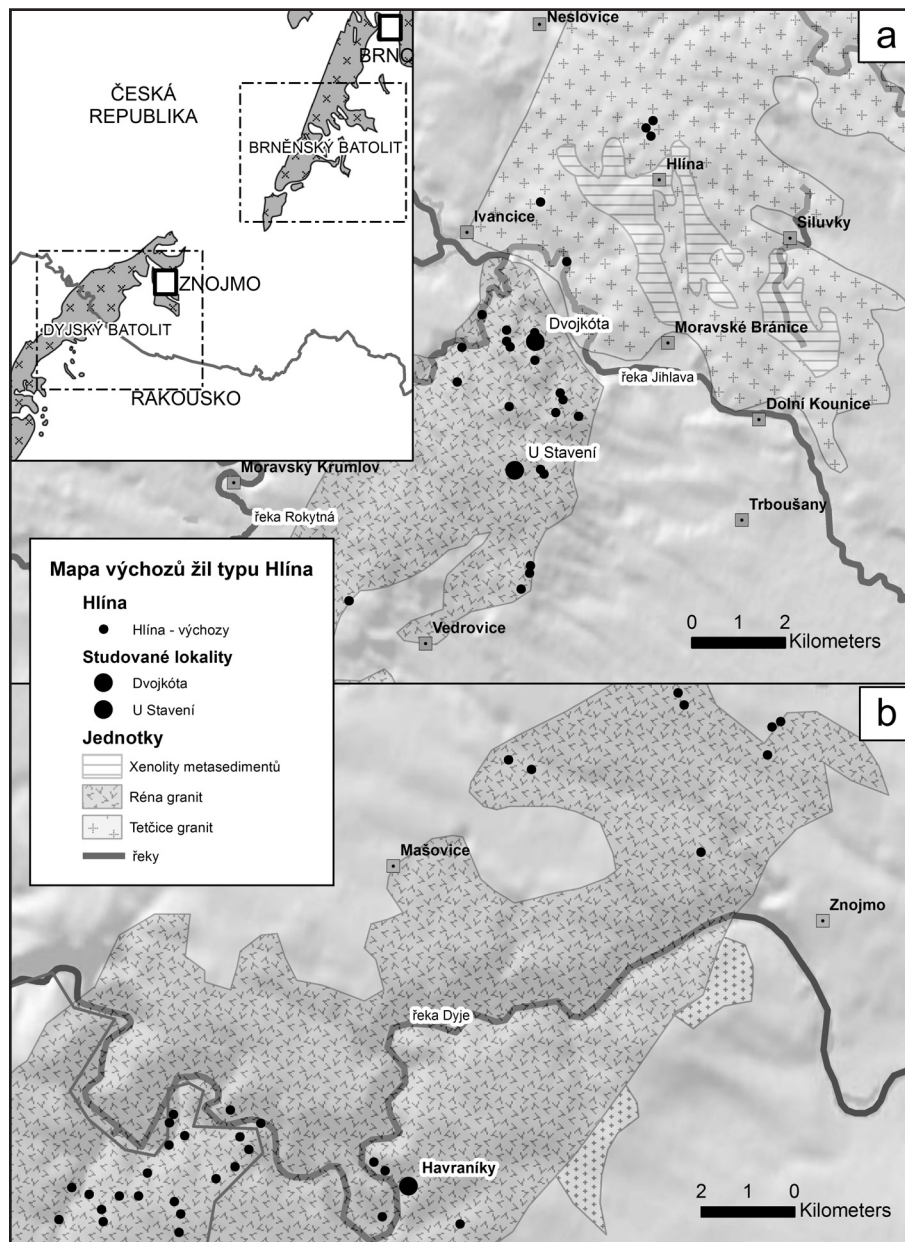 a
Neslovice
BRNO
ČESKÁ
REPUBLIKA
BRNĚNSKÝ BATOLIT
Hlína
Ivancice
Siluvky
ZNOJMO
DYJSKÝ BATOLIT
RAKOUSKO
Dvojkóta
Moravské Bránice
řeka Jihlava
Dolní Kounice
U Stavení
Moravský Krumlov
řeka Rokytná
Trboušany
Vedrovice
0 2
Kilometers
Mapa výchozů žil typu Hlína
Hlína
Hlína - výchozy
Studované lokality
Dvojkóta
U Stavení
Jednotky
Xenolity metasedimentů
Réna granit
Tetčice granit
řeky
b
Mašovice
Znojmo
řeka Dyje
Havraníky
2 0
Kilometers